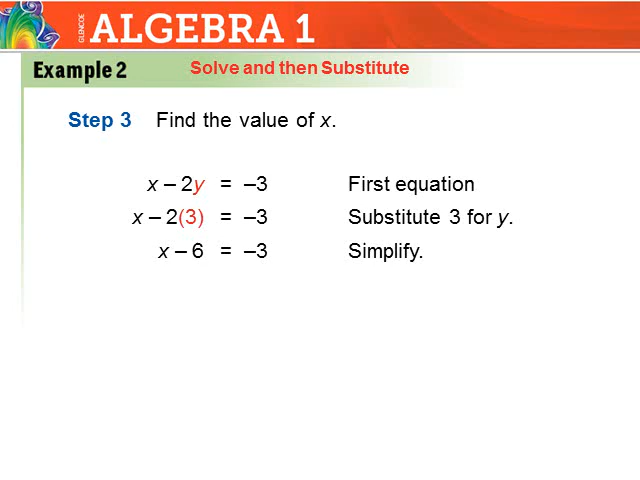 GLENCOE ALGEBRA 1
Example 2 Solve and then Substitute
Step 3 Find the value of x.
x – 2y = –3 First equation
x – 2(3) = –3 Substitute 3 for y.
x – 6 = –3 Simplify.